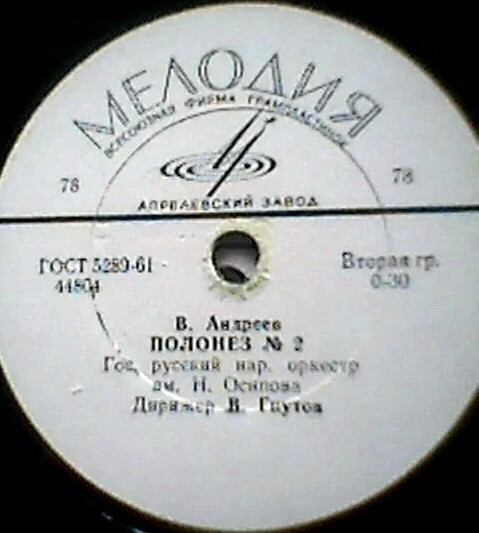 МЕЛОДИЯ
ВСЕСОЮЗНАЯ ФИРМА ГРАМПЛАСТИНОК
78
78
АПРЕЛЕВСКИЙ ЗАВОД
ГОСТ 5289-61
44804
Вторая гр.
0-30
В. Андреев
ПОЛОНЕЗ № 2
Гос. русский нар. оркестр
им. Н. Осипова
Дирижер В. Гнутов